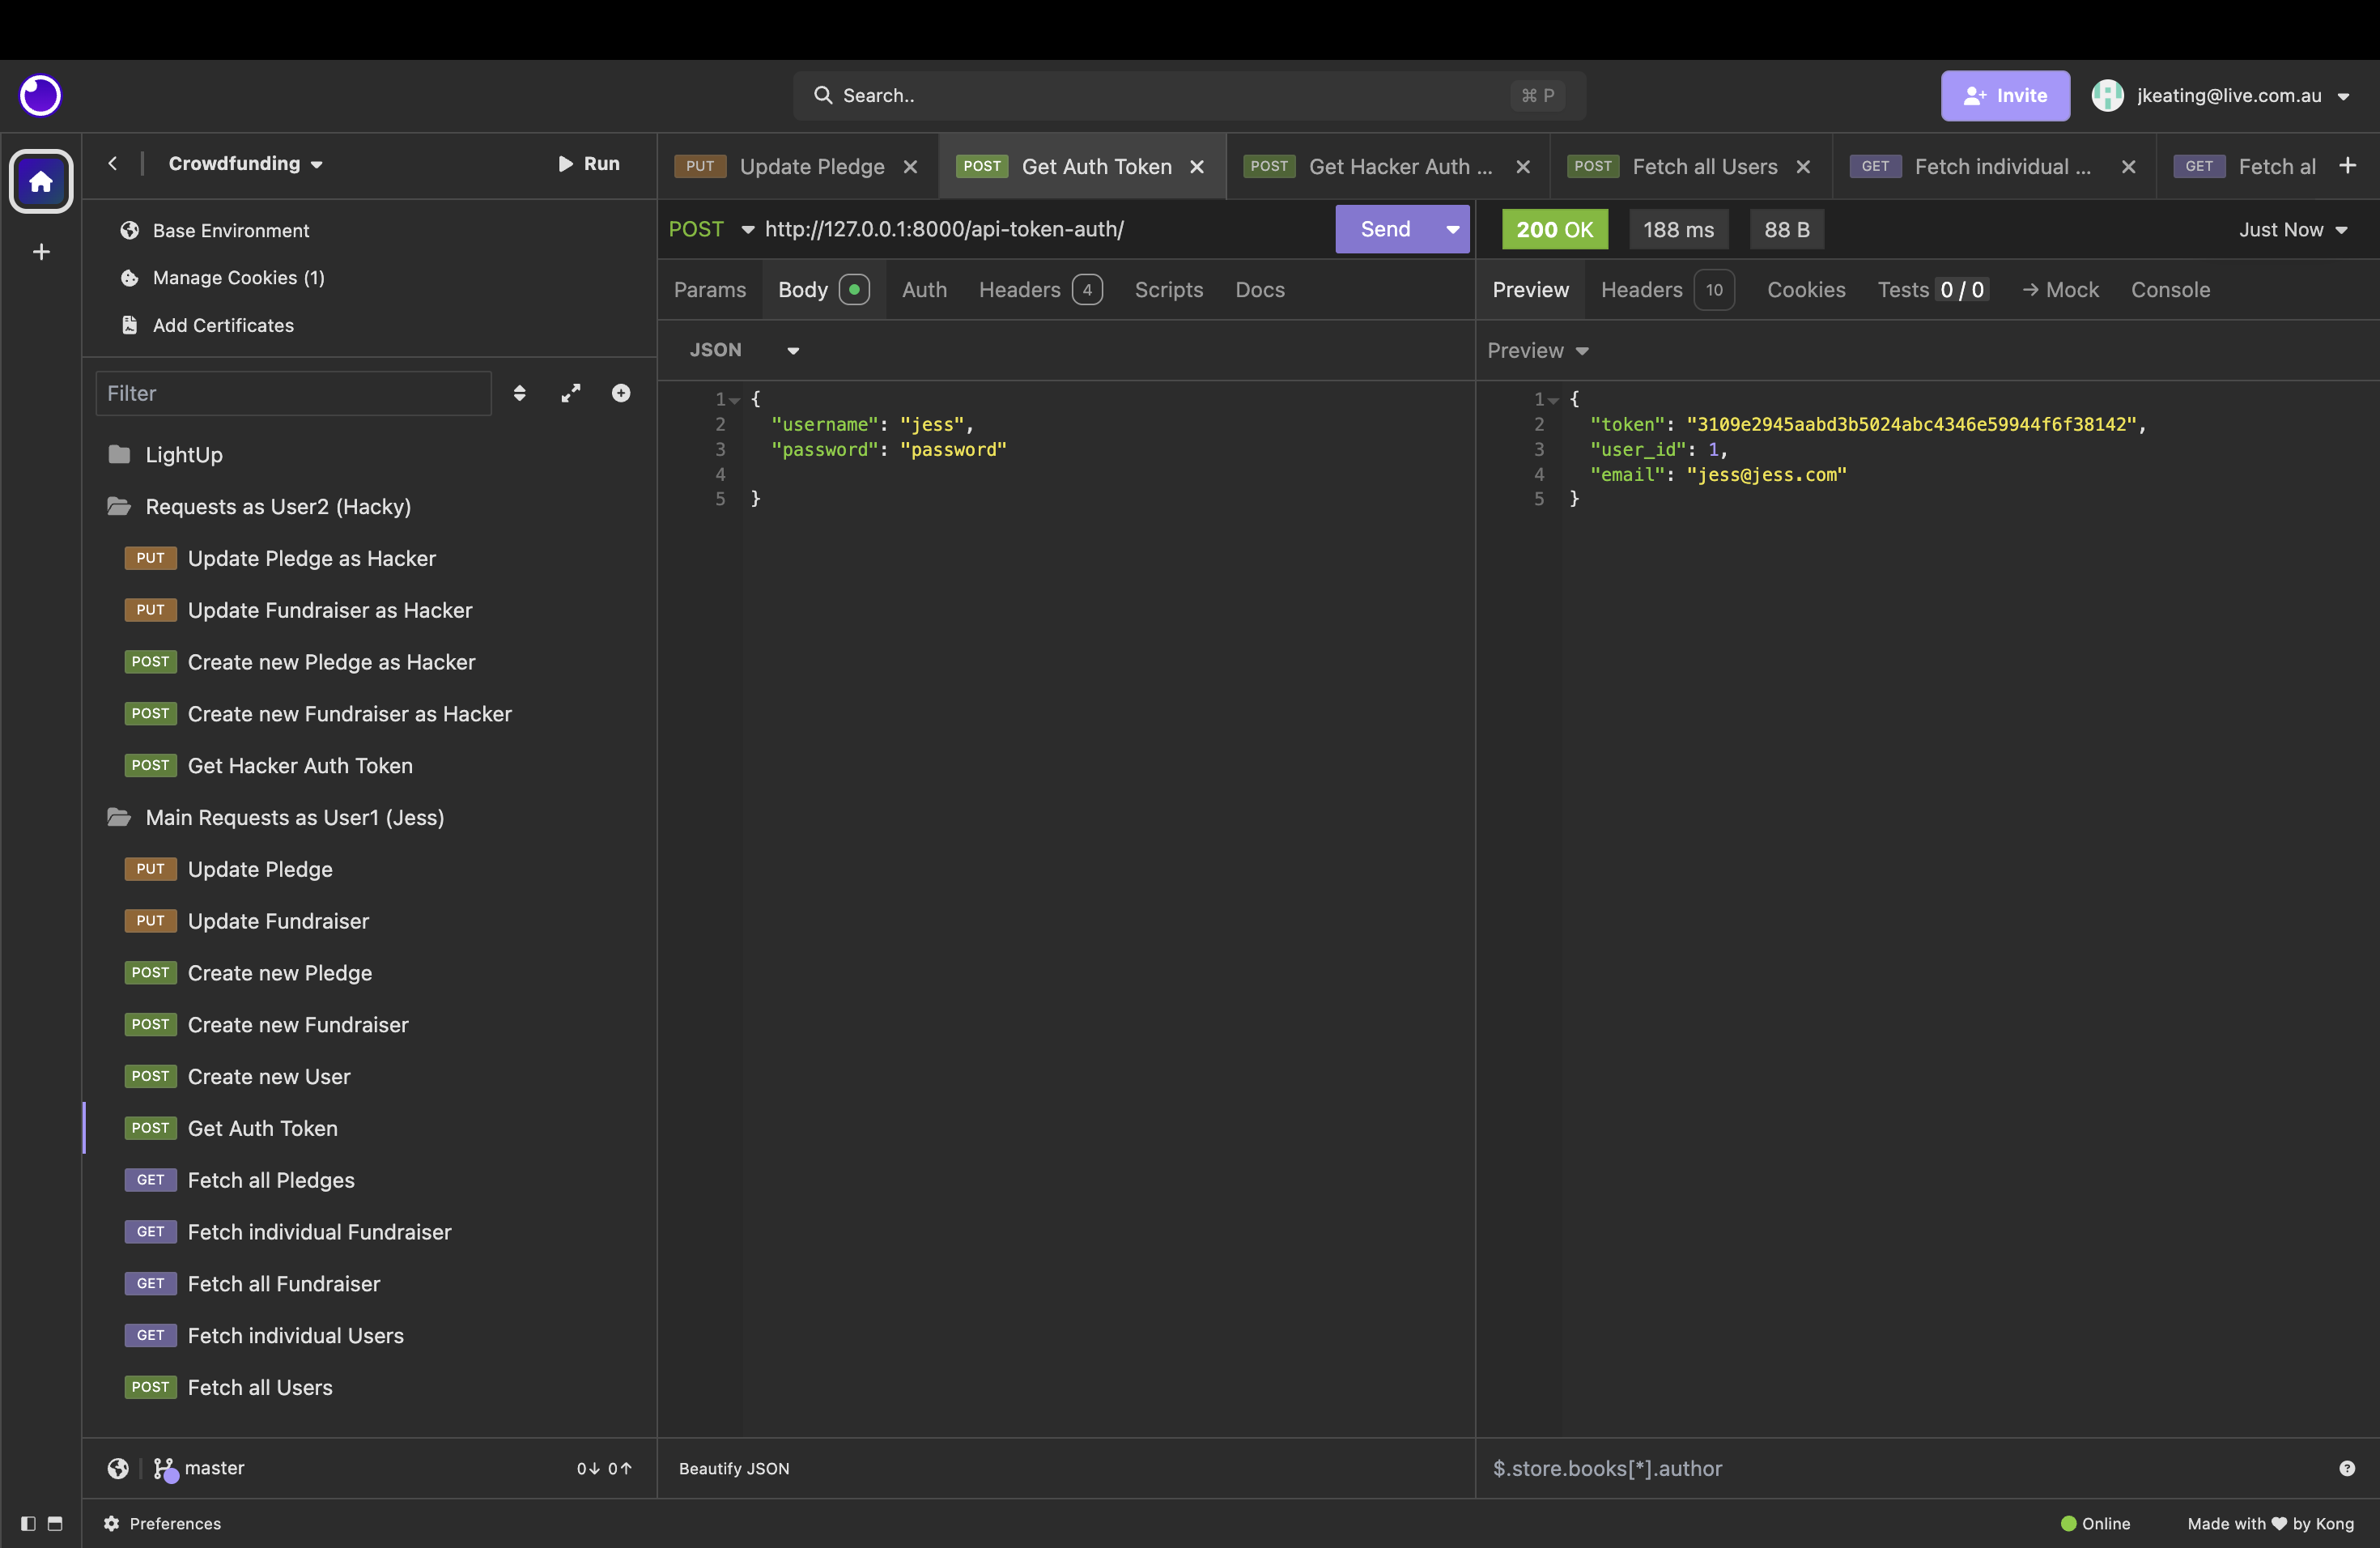 Search..
⌘ P
Invite
jkeating@live.com.au
Crowdfunding
Run
PUT Update Pledge
POST Get Auth Token
POST Get Hacker Auth ...
POST Fetch all Users
GET Fetch individual ...
GET Fetch al
Base Environment
Manage Cookies (1)
Add Certificates
Filter
LightUp
Requests as User2 (Hacky)
PUT Update Pledge as Hacker
PUT Update Fundraiser as Hacker
POST Create new Pledge as Hacker
POST Create new Fundraiser as Hacker
POST Get Hacker Auth Token
Main Requests as User1 (Jess)
PUT Update Pledge
PUT Update Fundraiser
POST Create new Pledge
POST Create new Fundraiser
POST Create new User
POST Get Auth Token
GET Fetch all Pledges
GET Fetch individual Fundraiser
GET Fetch all Fundraiser
GET Fetch individual Users
POST Fetch all Users
master
0↓ 0↑
POST http://127.0.0.1:8000/api-token-auth/
Send
Params Body Auth Headers 4 Scripts Docs
JSON
1 {
2 "username": "jess",
3 "password": "password"
4
5 }
Beautify JSON
200 OK 188 ms 88 B
Just Now
Preview Headers 10 Cookies Tests 0 / 0 → Mock Console
Preview
1 {
2 "token": "3109e2945aabd3b5024abc4346e59944f6f38142",
3 "user_id": 1,
4 "email": "jess@jess.com"
5 }
$.store.books[*].author
Preferences
Online
Made with ♥ by Kong